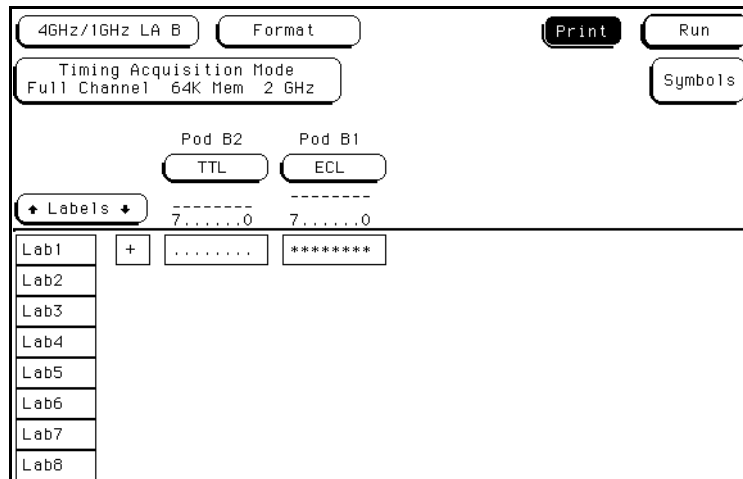 4GHz/1GHz LA B Format Print Run
Timing Acquisition Mode
Full Channel 64K Mem 2 GHz
Symbols
Pod B2 Pod B1
TTL ECL
-------- --------
↑ Labels ↓
7......0 7......0
Lab1 + ........ ********
Lab2
Lab3
Lab4
Lab5
Lab6
Lab7
Lab8